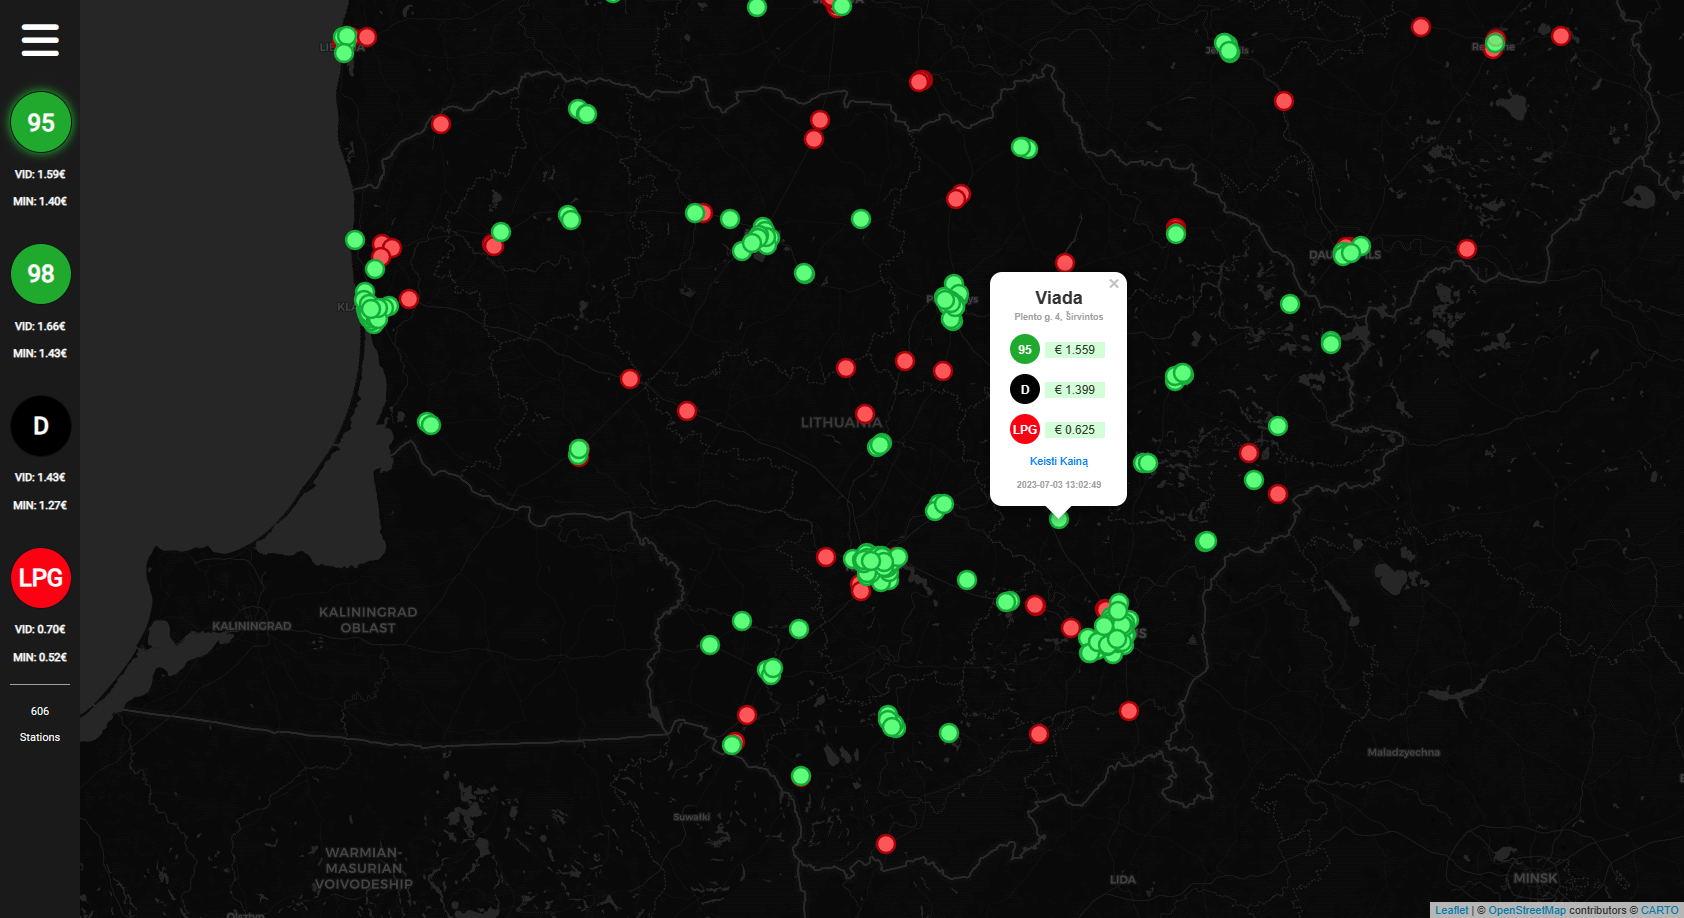 95
VID: 1.59€
MIN: 1.40€
98
VID: 1.66€
MIN: 1.43€
D
VID: 1.43€
MIN: 1.27€
LPG
VID: 0.70€
MIN: 0.52€
606
Stations
LITHUANIA
KALININGRAD
KALININGRAD
OBLAST
Suwałki
WARMIAN-
MASURIAN
VOIVODESHIP
Olsztyn
Maladzyechna
LIDA
MINSK
×
Viada
Plento g. 4, Širvintos
95 € 1.559
D € 1.399
LPG € 0.625
Keisti Kainą
2023-07-03 13:02:49
Leaflet | © OpenStreetMap contributors © CARTO